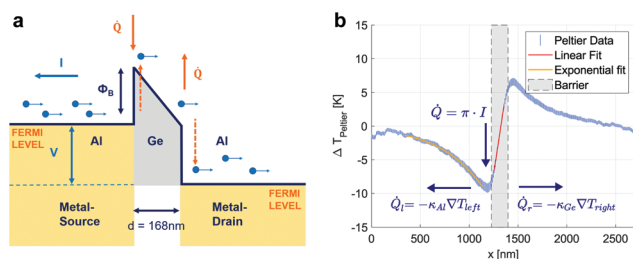 a
Q̇
I
Φ_B
Q̇
FERMI
LEVEL
Al
Ge
Al
V
FERMI
LEVEL
Metal-
Source
Metal-
Drain
d = 168nm
b
15
10
5
0
-5
-10
-15
Δ T_Peltier [K]
Peltier Data
Linear Fit
Exponential fit
Barrier
Q̇ = π · I
Q̇_l = −κ_Al ∇T_left
Q̇_r = −κ_Ge ∇T_right
0 500 1000 1500 2000 2500
x [nm]